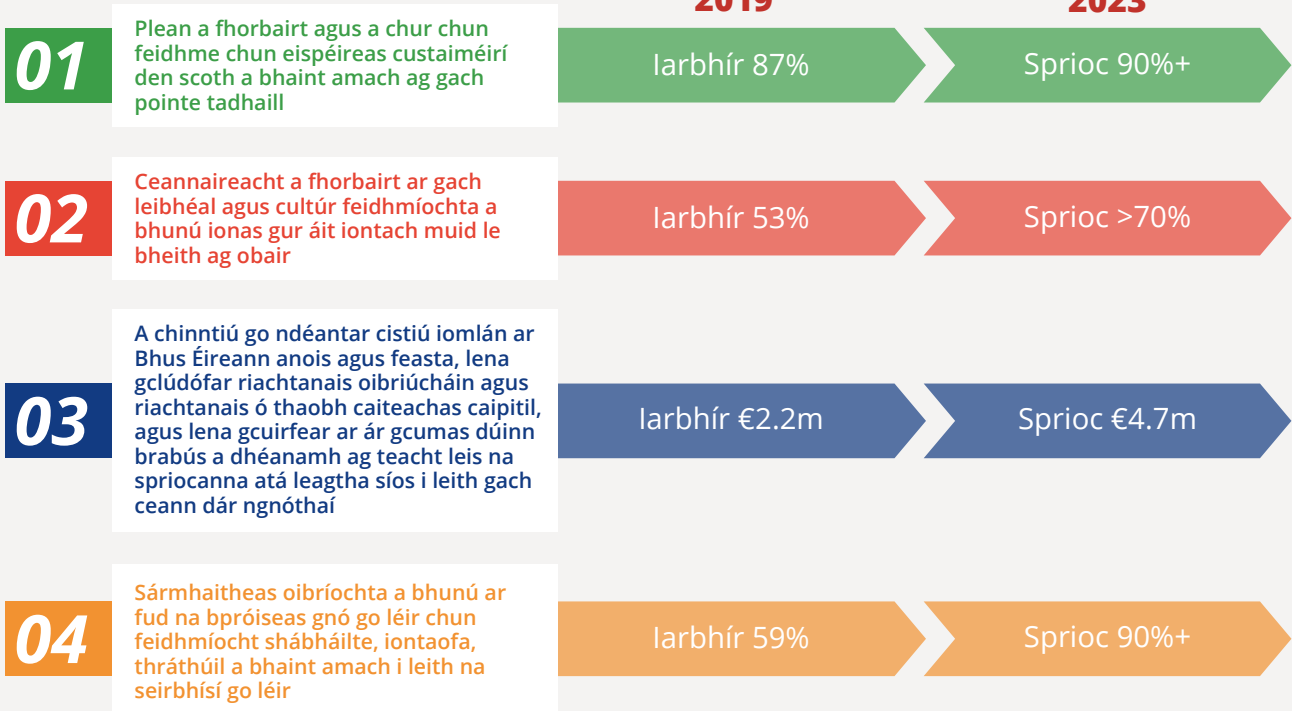 2019
2023
01
Plean a fhorbairt agus a chur chun
feidhme chun eispéireas custaiméirí
den scoth a bhaint amach ag gach
pointe tadhaill
Iarbhír 87%
Sprioc 90%+
02
Ceannaireacht a fhorbairt ar gach
leibhéal agus cultúr feidhmíochta a
bhunú ionas gur áit iontach muid le
bheith ag obair
Iarbhír 53%
Sprioc >70%
03
A chinntiú go ndéantar cistiú iomlán ar
Bhus Éireann anois agus feasta, lena
gclúdófar riachtanais oibriúcháin agus
riachtanais ó thaobh caiteachas caipitil,
agus lena gcuirfear ar ár gcumas dúinn
brabús a dhéanamh ag teacht leis na
spriocanna atá leagtha síos i leith gach
ceann dár ngnóthaí
Iarbhír €2.2m
Sprioc €4.7m
04
Sármhaitheas oibríochta a bhunú ar
fud na bpróiseas gnó go léir chun
feidhmíocht shábháilte, iontaofa,
thráthúil a bhaint amach i leith na
seirbhísí go léir
Iarbhír 59%
Sprioc 90%+